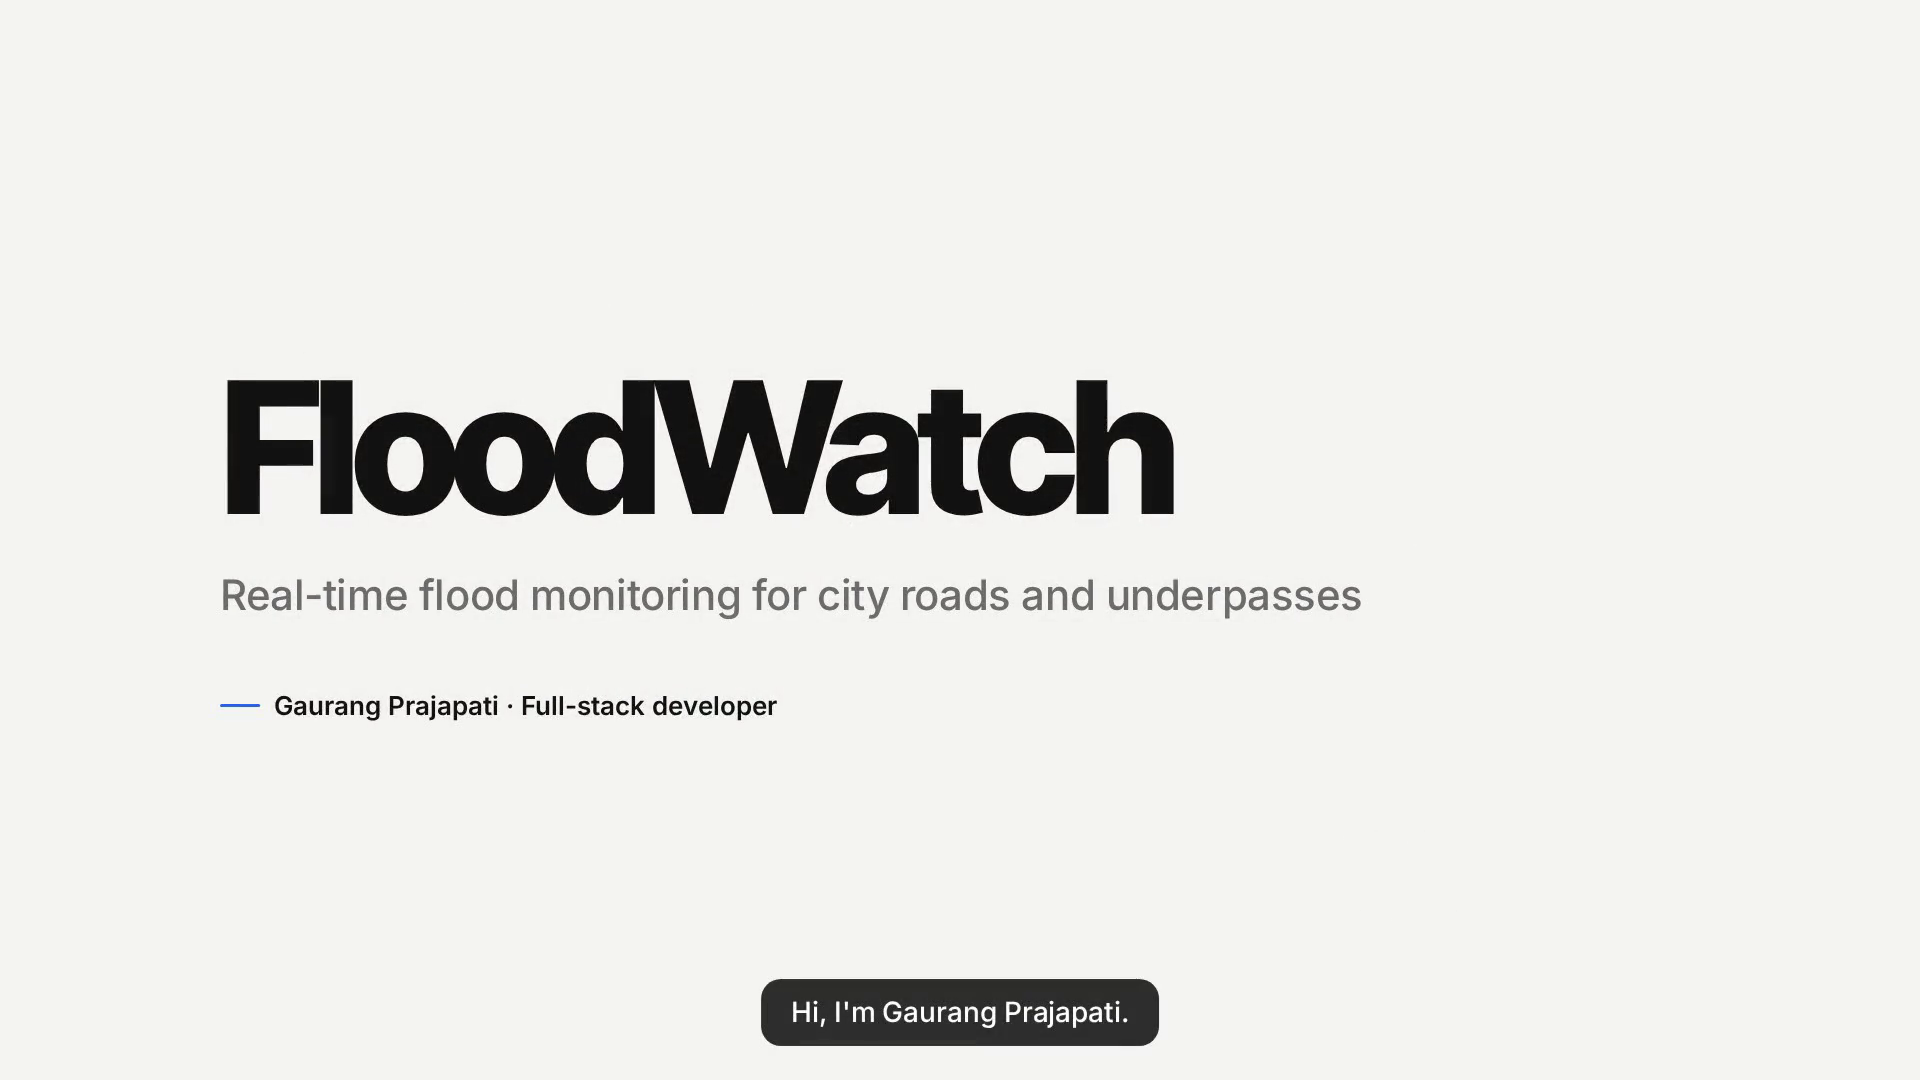 FloodWatch
Real-time flood monitoring for city roads and underpasses
Gaurang Prajapati · Full-stack developer
Hi, I'm Gaurang Prajapati.